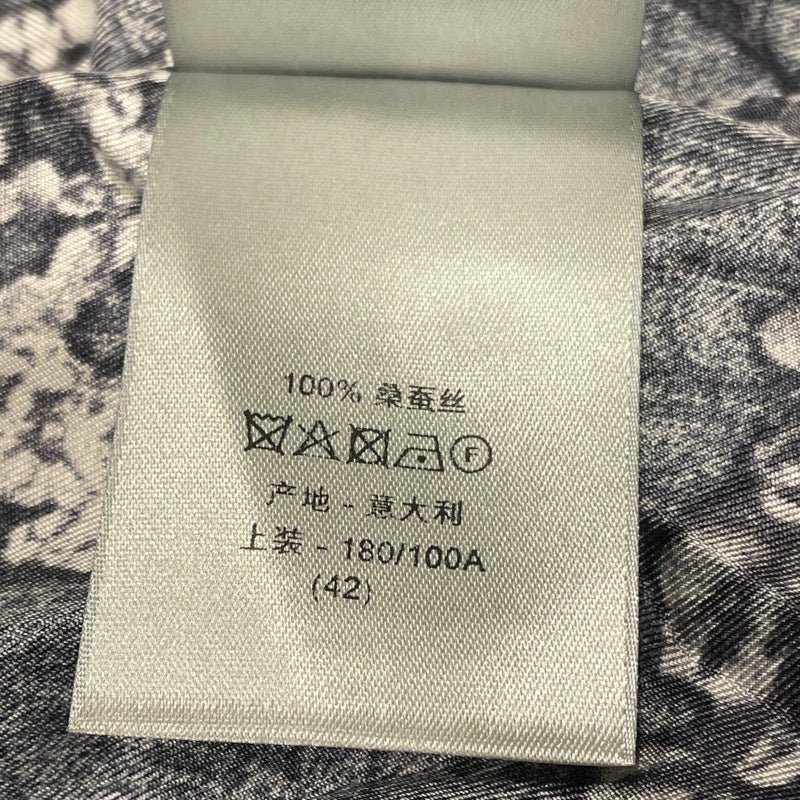 100% 桑蚕丝
F
产地 - 意大利
上装 - 180/100A
(42)